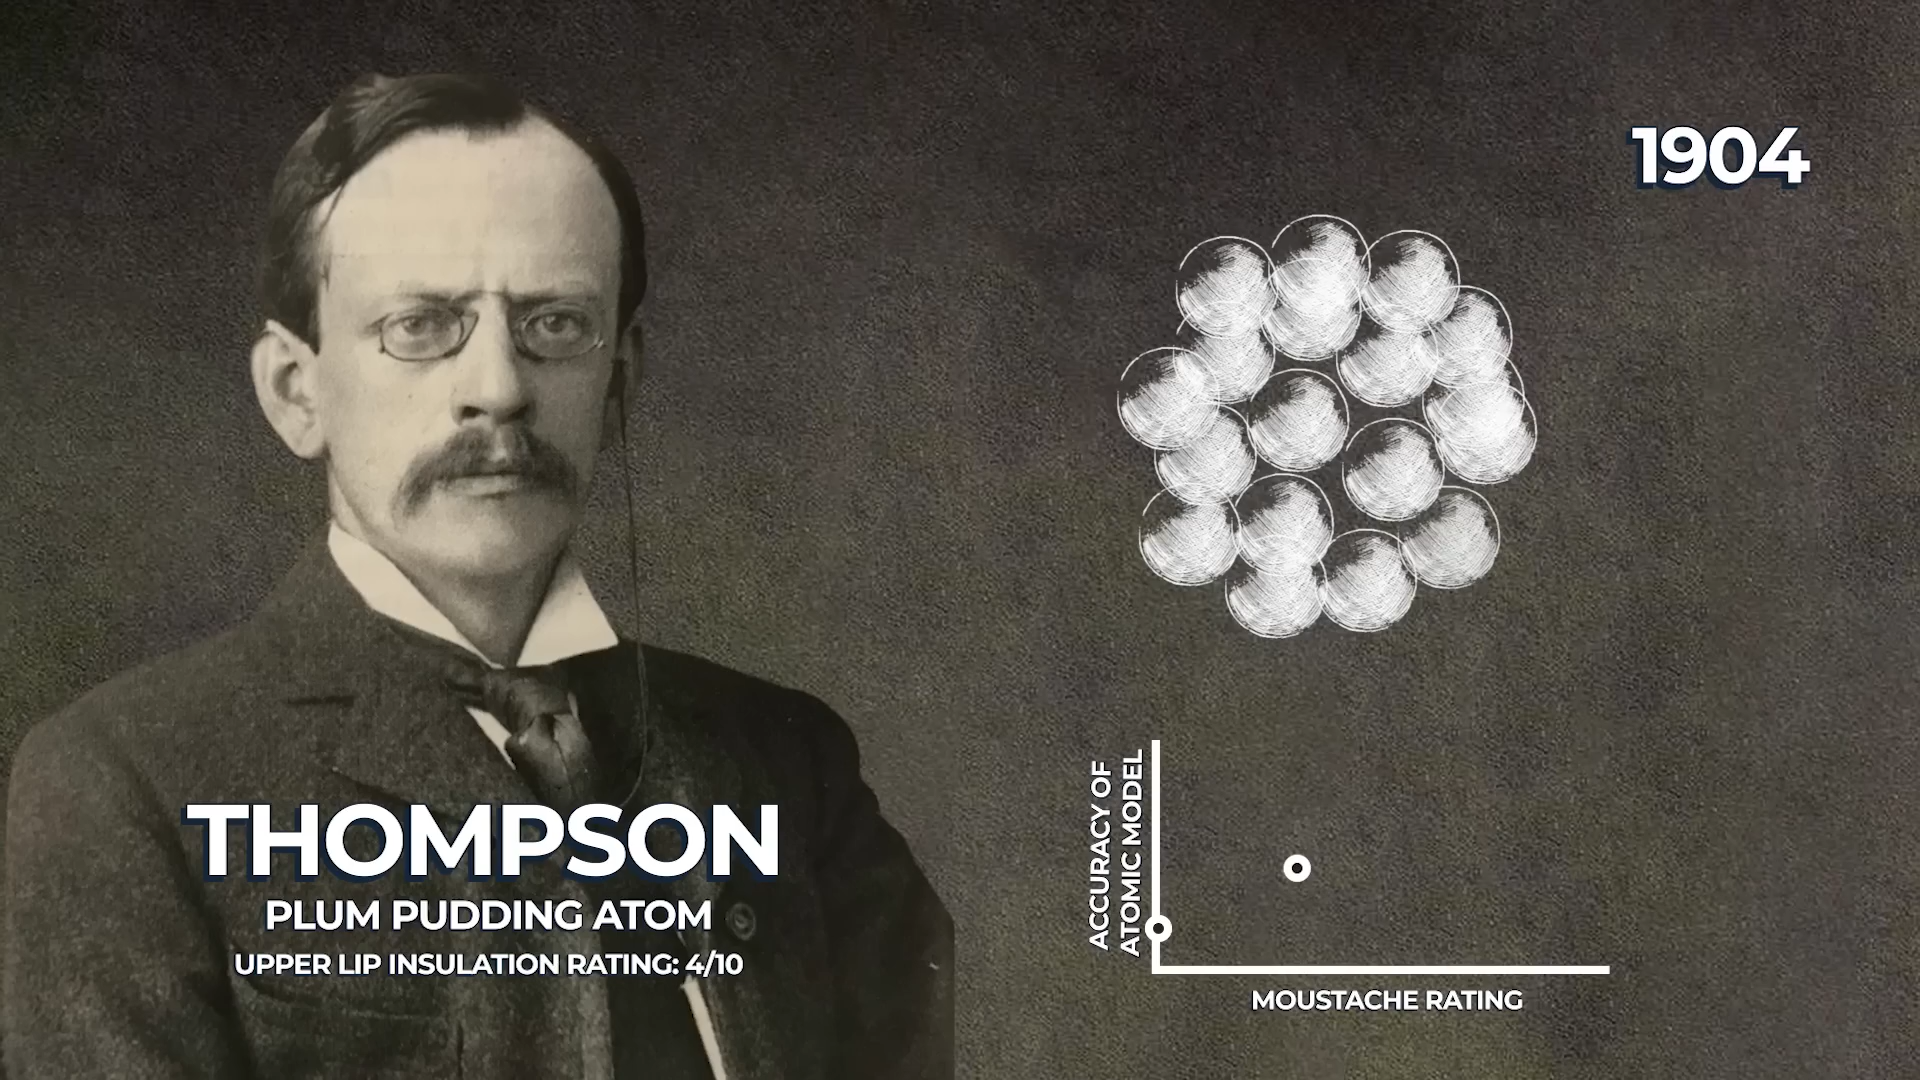 1904
THOMPSON
PLUM PUDDING ATOM
UPPER LIP INSULATION RATING: 4/10
ACCURACY OF
ATOMIC MODEL
MOUSTACHE RATING